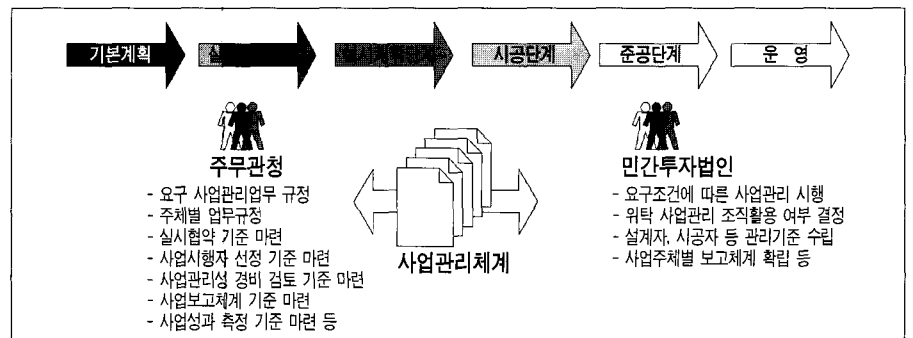 기본계획
시공단계
준공단계
운 영
주무관청
- 요구 사업관리업무 규정
- 주체별 업무규정
- 실시협약 기준 마련
- 사업시행자 선정 기준 마련
- 사업관리성 경비 검토 기준 마련
- 사업보고체계 기준 마련
- 사업성과 측정 기준 마련 등
사업관리체계
민간투자법인
- 요구조건에 따른 사업관리 시행
- 위탁 사업관리 조직활용 여부 결정
- 설계자, 시공자 등 관리기준 수립
- 사업주체별 보고체계 확립 등